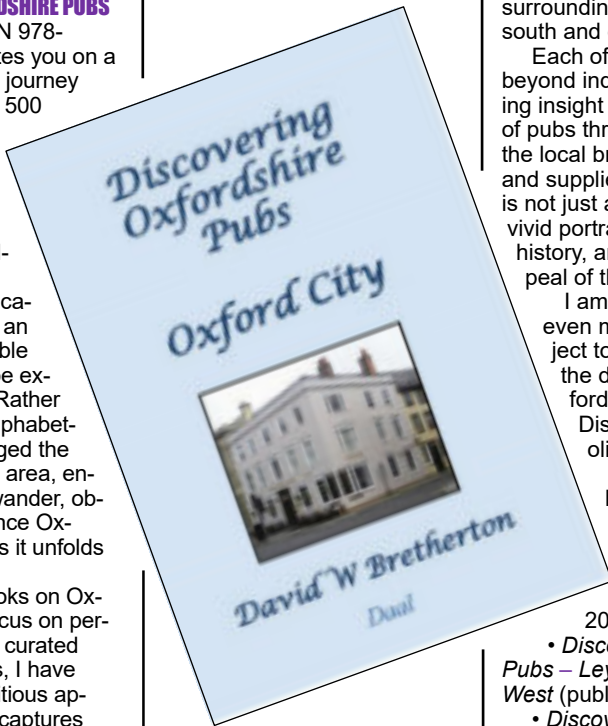 OSHIRE PUBS
N 978-
tes you on a
journey
500
l-
ca-
an
ble
e ex-
Rather
phabet-
ged the
area, en-
wander, ob-
nce Ox-
s it unfolds
oks on Ox-
cus on per-
curated
s, I have
itious ap-
captures
Discovering
Oxfordshire
Pubs
Oxford City
David W Bretherton
Dual
surroundin
south and
Each of
beyond inc
ing insight
of pubs thr
the local br
and supplie
is not just a
vivid portra
history, ar
peal of th
I am
even n
ject to
the d
ford
Dis
oli
20
• Disco
Pubs – Ley
West (publ
• Discov